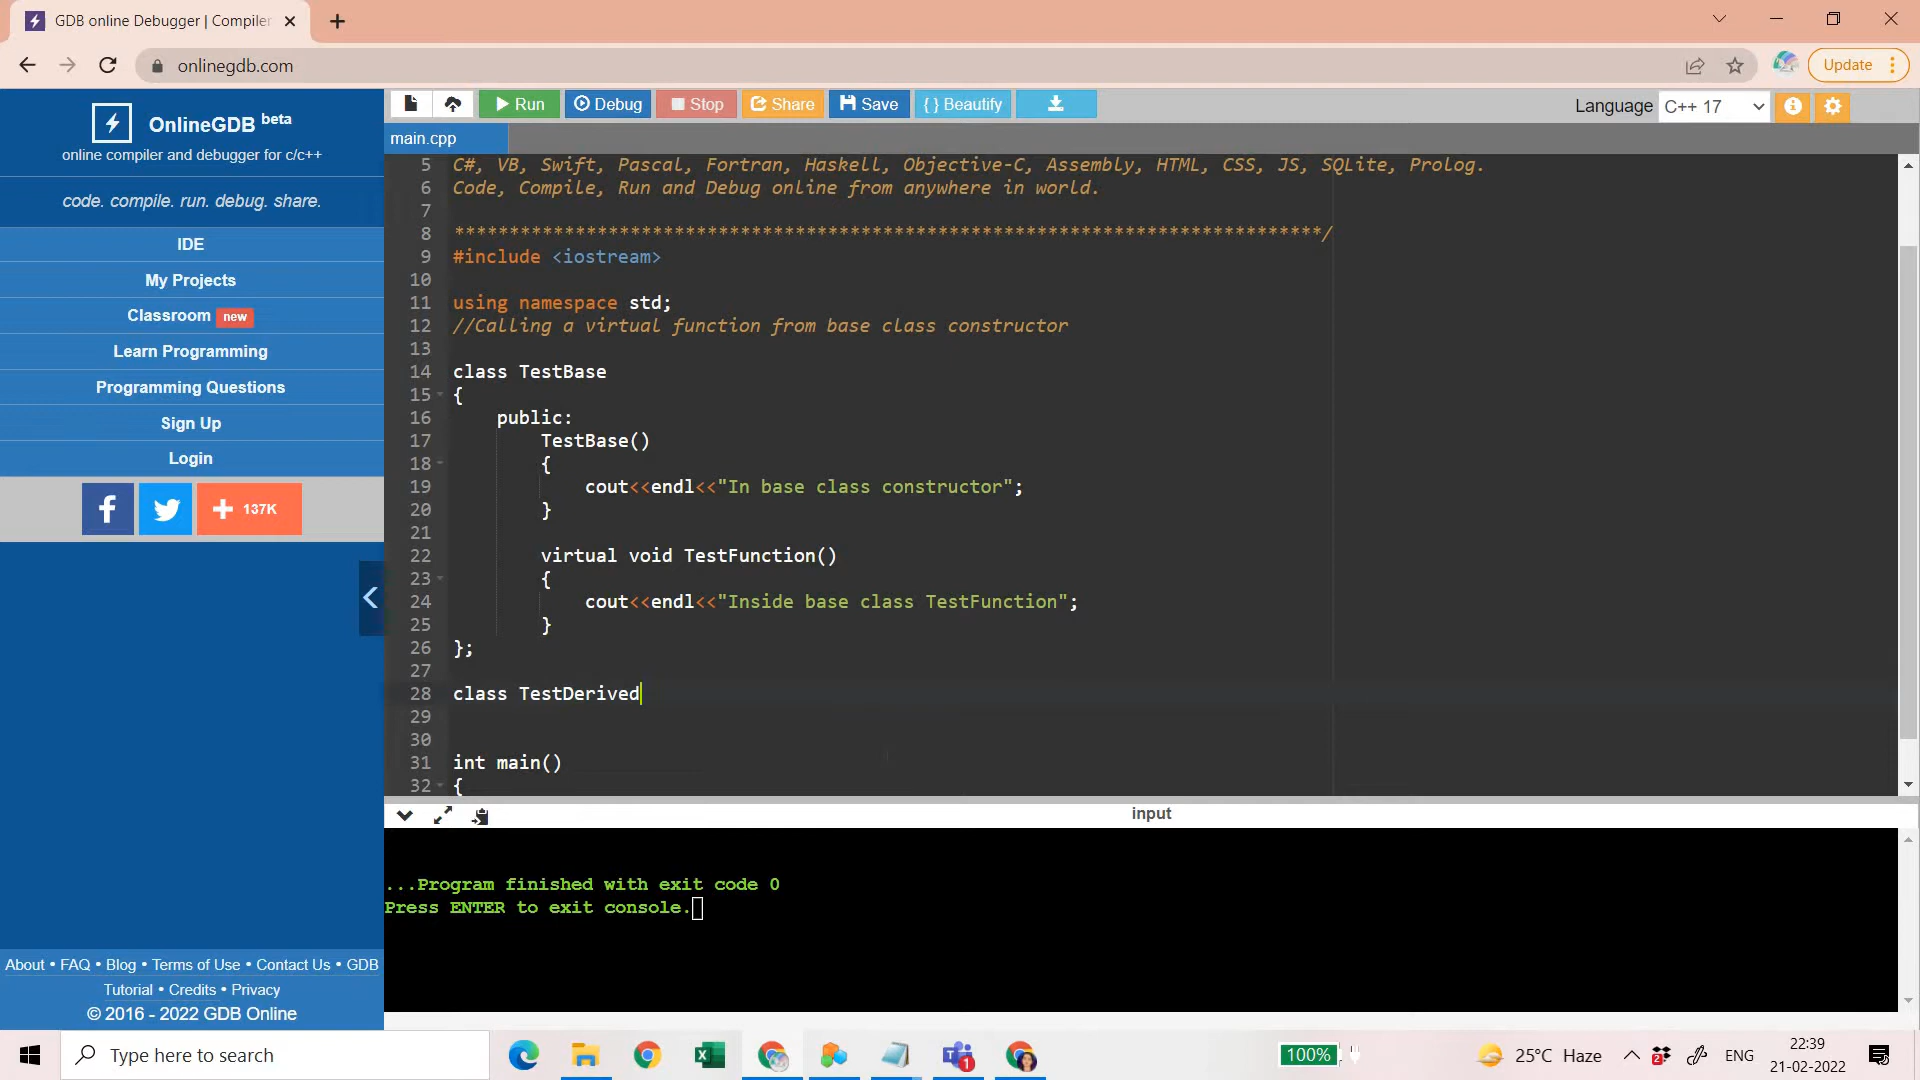 GDB online Debugger | Compiler
onlinegdb.com
Update
OnlineGDB beta
online compiler and debugger for c/c++
code. compile. run. debug. share.
IDE
My Projects
Classroom new
Learn Programming
Programming Questions
Sign Up
Login
f
137K
About • FAQ • Blog • Terms of Use • Contact Us • GDB
Tutorial • Credits • Privacy
© 2016 - 2022 GDB Online
Run
Debug
Stop
Share
Save
{ } Beautify
Language
C++ 17
main.cpp
5 C#, VB, Swift, Pascal, Fortran, Haskell, Objective-C, Assembly, HTML, CSS, JS, SQLite, Prolog.
6 Code, Compile, Run and Debug online from anywhere in world.
7
8 *******************************************************************************/
9 #include <iostream>
10
11 using namespace std;
12 //Calling a virtual function from base class constructor
13
14 class TestBase
15 {
16 public:
17 TestBase()
18 {
19 cout<<endl<<"In base class constructor";
20 }
21
22 virtual void TestFunction()
23 {
24 cout<<endl<<"Inside base class TestFunction";
25 }
26 };
27
28 class TestDerived
29
30
31 int main()
32 {
input
...Program finished with exit code 0
Press ENTER to exit console.
Type here to search
100%
25°C Haze
ENG
22:39
21-02-2022